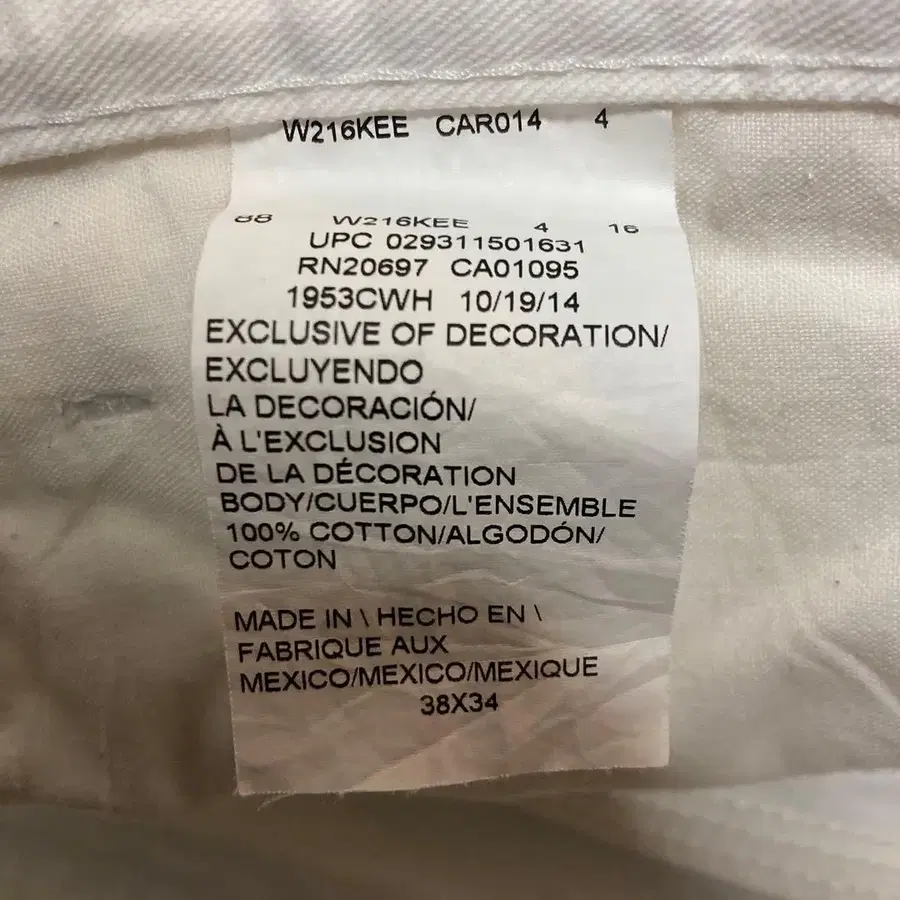 W216KEE CAR014 4
88 W216KEE 4 16
UPC 029311501631
RN20697 CA01095
1953CWH 10/19/14
EXCLUSIVE OF DECORATION/
EXCLUYENDO
LA DECORACIÓN/
À L'EXCLUSION
DE LA DÉCORATION
BODY/CUERPO/L'ENSEMBLE
100% COTTON/ALGODÓN/
COTON
MADE IN \ HECHO EN \
FABRIQUE AUX
MEXICO/MEXICO/MEXIQUE
38X34